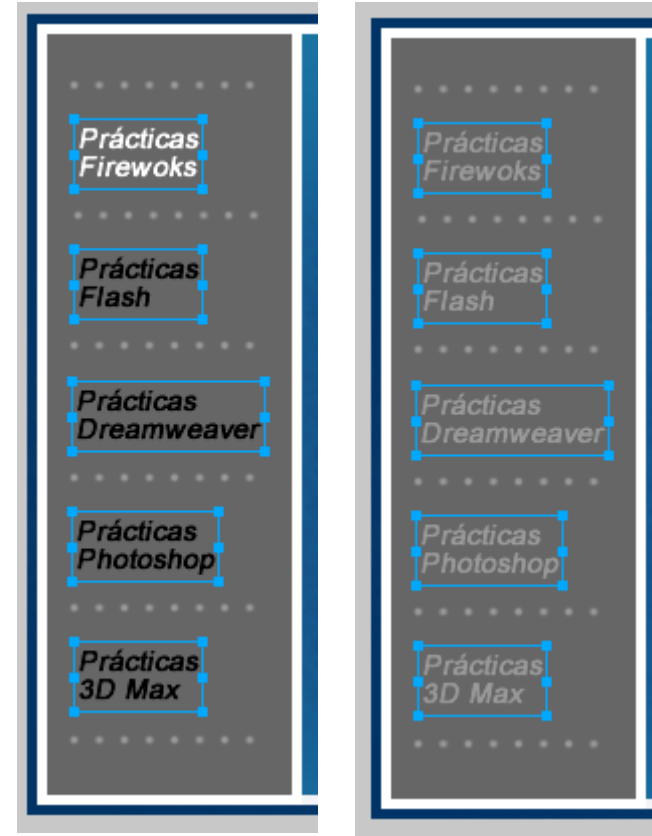 Prácticas
Firewoks
Prácticas
Flash
Prácticas
Dreamweaver
Prácticas
Photoshop
Prácticas
3D Max
Prácticas
Firewoks
Prácticas
Flash
Prácticas
Dreamweaver
Prácticas
Photoshop
Prácticas
3D Max